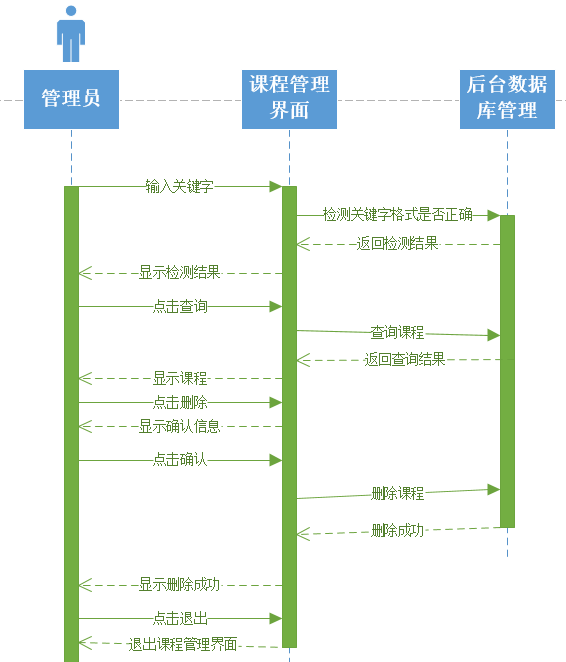 管理员
课程管理
界面
后台数据
库管理
输入关键字
检测关键字格式是否正确
返回检测结果
显示检测结果
点击查询
查询课程
返回查询结果
显示课程
点击删除
显示确认信息
点击确认
删除课程
删除成功
显示删除成功
点击退出
退出课程管理界面